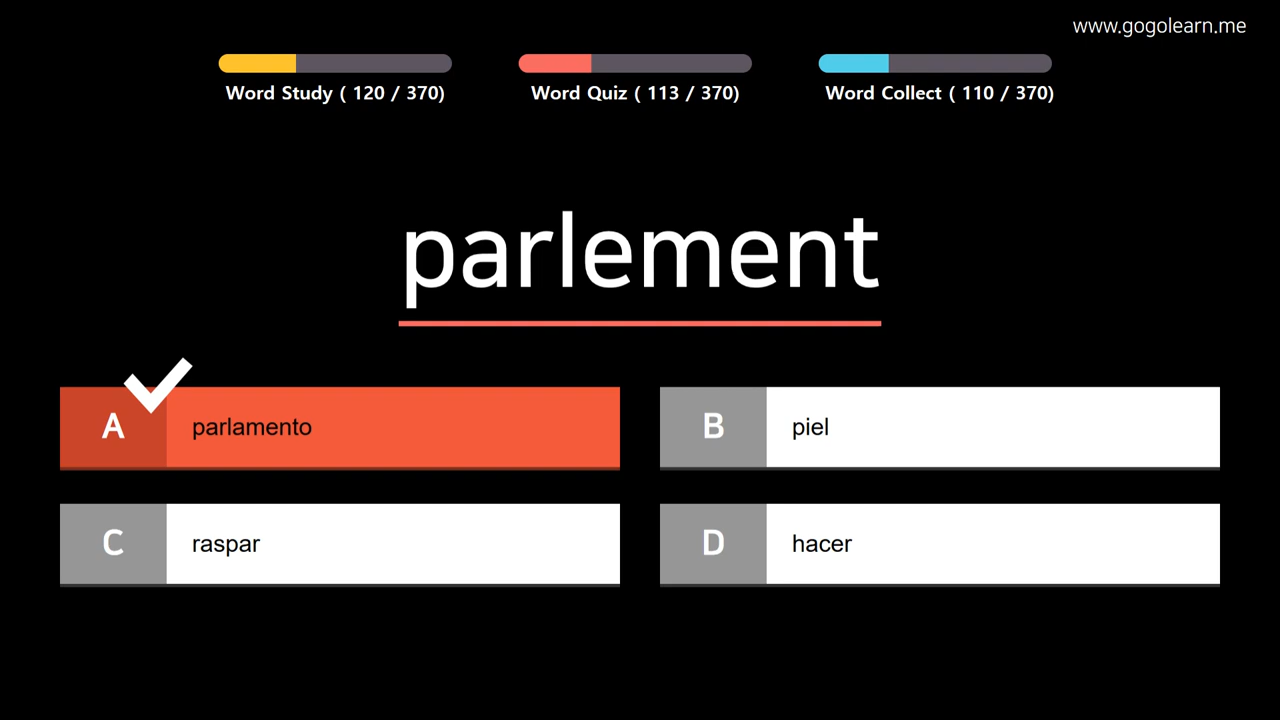 www.gogolearn.me
Word Study ( 120 / 370)
Word Quiz ( 113 / 370)
Word Collect ( 110 / 370)
parlement
A parlamento
B piel
C raspar
D hacer